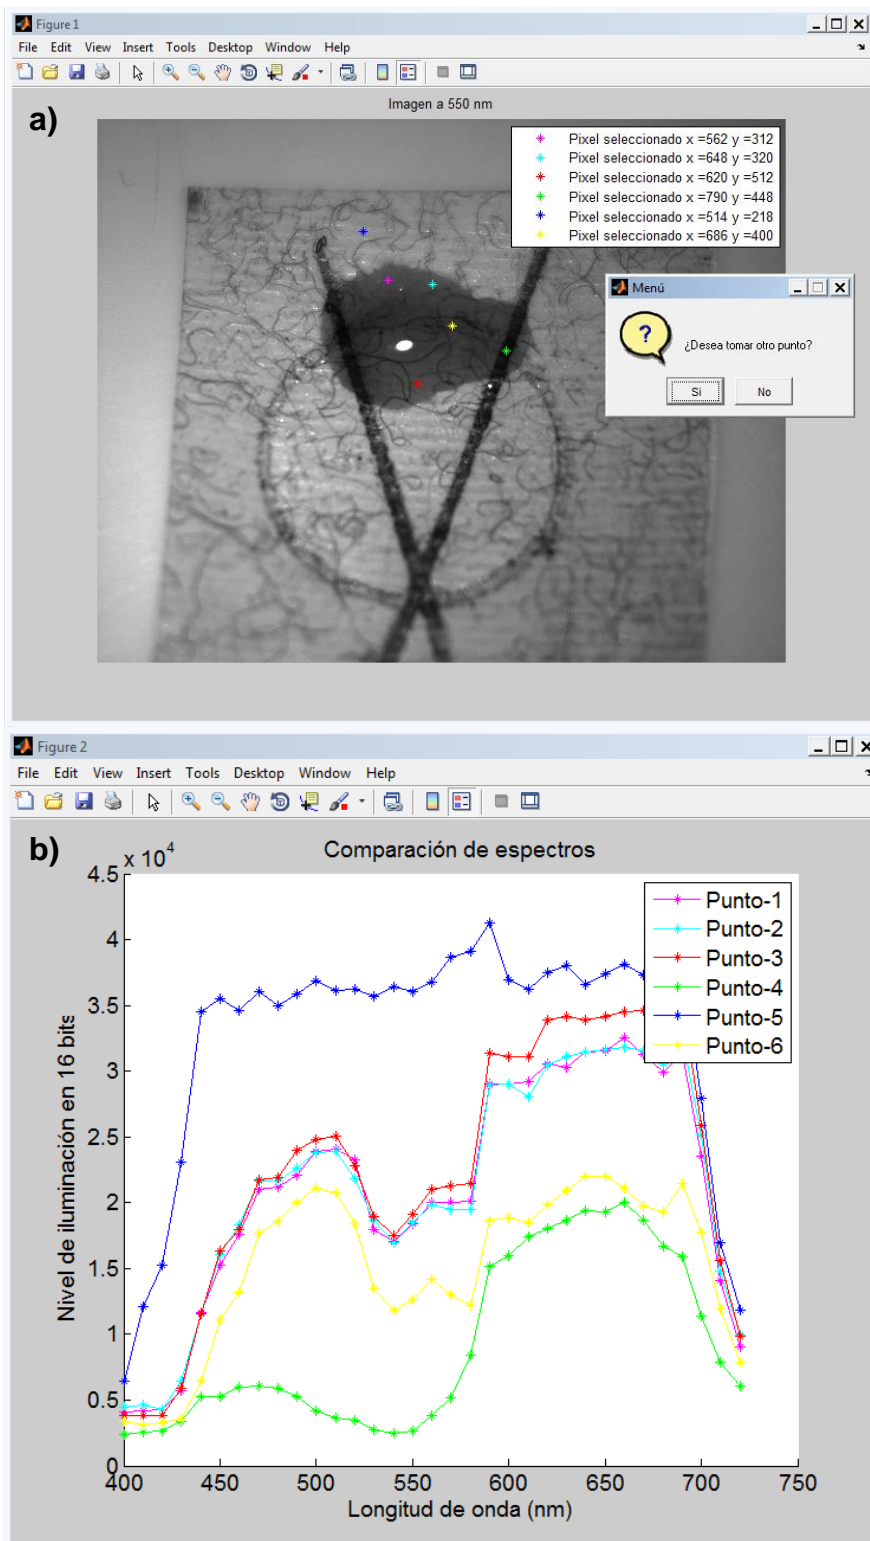 Figure 1
File Edit View Insert Tools Desktop Window Help
a)
Imagen a 550 nm
Pixel seleccionado x =562 y =312
Pixel seleccionado x =648 y =320
Pixel seleccionado x =620 y =512
Pixel seleccionado x =790 y =448
Pixel seleccionado x =514 y =218
Pixel seleccionado x =686 y =400
Menú
?
¿Desea tomar otro punto?
Si No
Figure 2
File Edit View Insert Tools Desktop Window Help
b)
x 10^4
Comparación de espectros
4.5
4
3.5
3
2.5
2
1.5
1
0.5
0
Nivel de iluminación en 16 bits
Punto-1
Punto-2
Punto-3
Punto-4
Punto-5
Punto-6
400 450 500 550 600 650 700 750
Longitud de onda (nm)